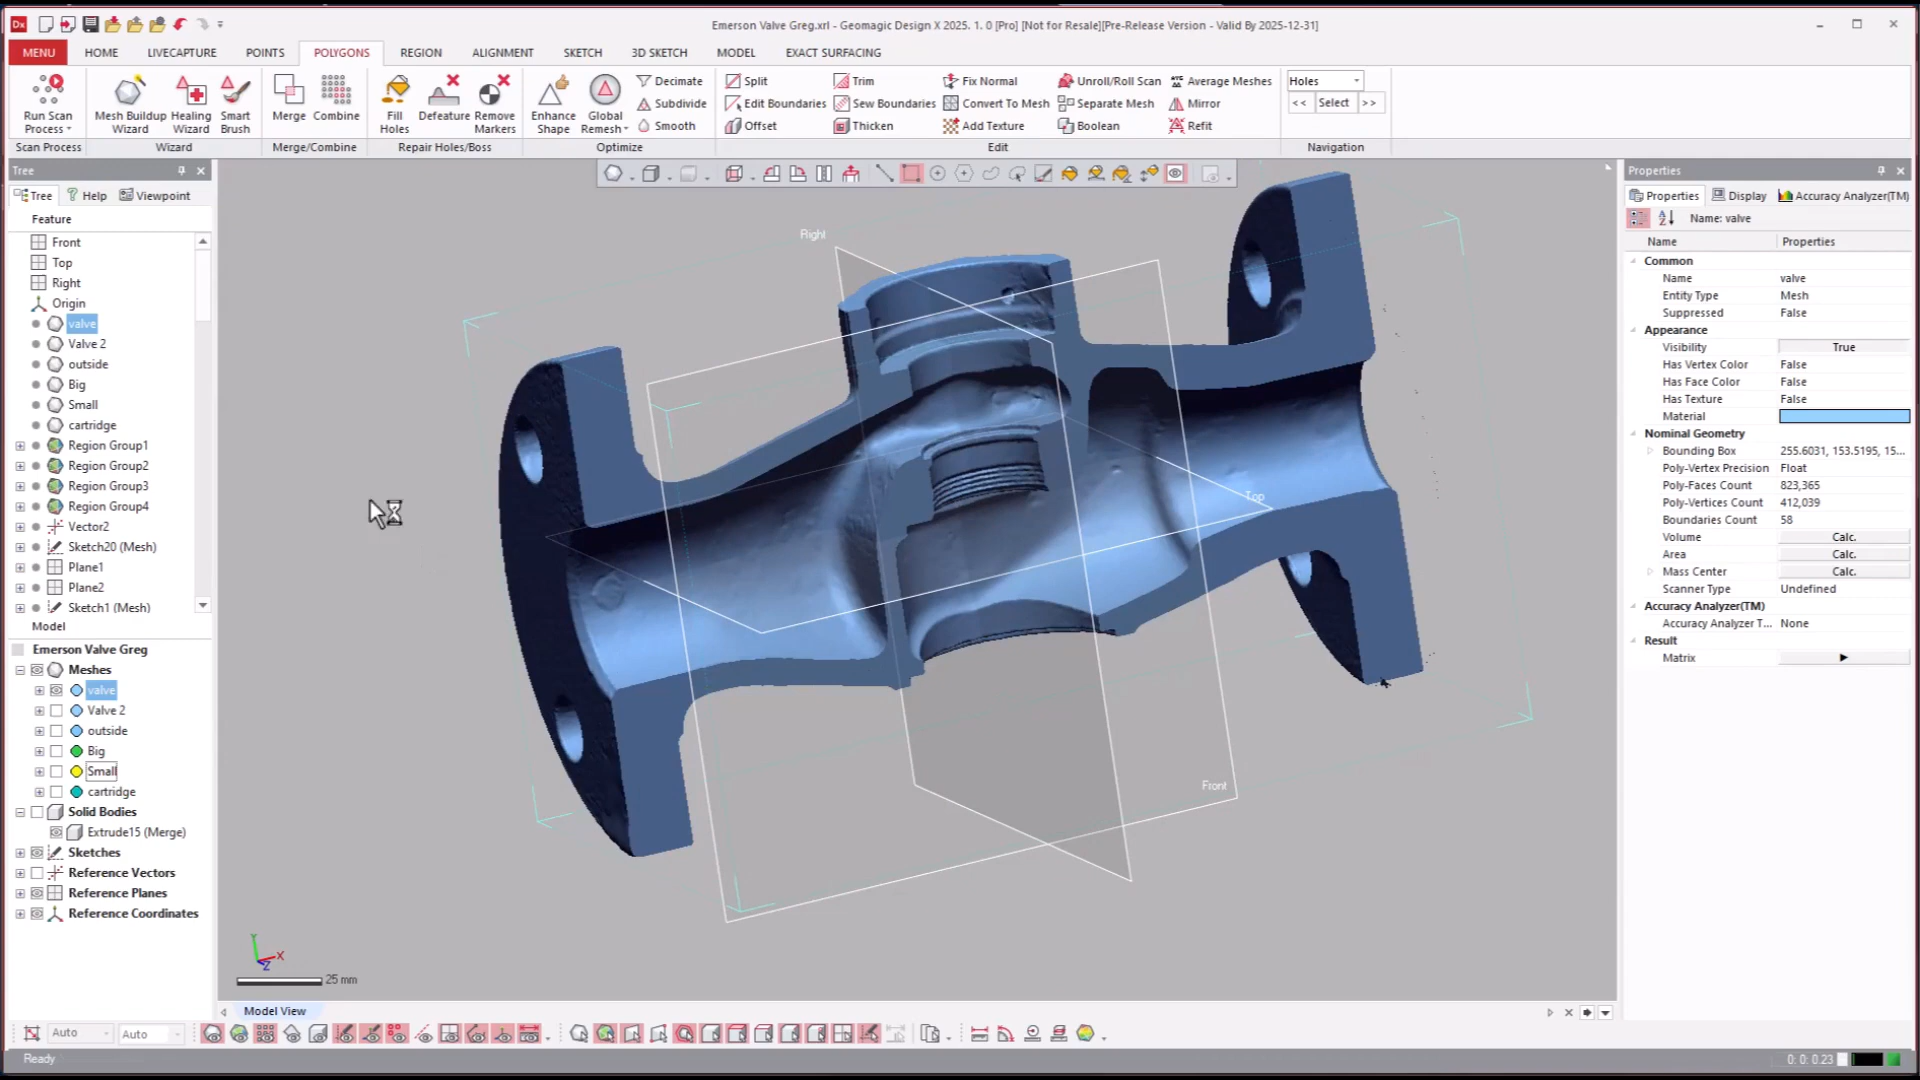 Emerson Valve Greg.xrl - Geomagic Design X 2025. 1. 0 [Pro] [Not for Resale][Pre-Release Version - Valid By 2025-12-31]
MENU HOME LIVECAPTURE POINTS POLYGONS REGION ALIGNMENT SKETCH 3D SKETCH MODEL EXACT SURFACING
Run Scan Process
Mesh Buildup Wizard
Healing Wizard
Smart Brush
Merge
Combine
Fill Holes
Defeature
Remove Markers
Enhance Shape
Global Remesh
Decimate
Subdivide
Smooth
Split
Edit Boundaries
Offset
Trim
Sew Boundaries
Thicken
Fix Normal
Convert To Mesh
Add Texture
Unroll/Roll Scan
Separate Mesh
Boolean
Average Meshes
Mirror
Refit
Holes
<< Select >>
Scan Process Wizard Merge/Combine Repair Holes/Boss Optimize Edit Navigation
Tree
Tree Help Viewpoint
Feature
Front
Top
Right
Origin
valve
Valve 2
outside
Big
Small
cartridge
Region Group1
Region Group2
Region Group3
Region Group4
Vector2
Sketch20 (Mesh)
Plane1
Plane2
Sketch1 (Mesh)
Model
Emerson Valve Greg
Meshes
valve
Valve 2
outside
Big
Small
cartridge
Solid Bodies
Extrude15 (Merge)
Sketches
Reference Vectors
Reference Planes
Reference Coordinates
Right
Top
Front
Y
X
Z
25 mm
Model View
Properties
Properties Display Accuracy Analyzer(TM)
Name: valve
Name Properties
Common
Name valve
Entity Type Mesh
Suppressed False
Appearance
Visibility True
Has Vertex Color False
Has Face Color False
Has Texture False
Material
Nominal Geometry
Bounding Box 255.6031, 153.5195, 15...
Poly-Vertex Precision Float
Poly-Faces Count 823,365
Poly-Vertices Count 412,039
Boundaries Count 58
Volume Calc.
Area Calc.
Mass Center Calc.
Scanner Type Undefined
Accuracy Analyzer(TM)
Accuracy Analyzer T... None
Result
Matrix
Auto Auto
Ready
0: 0: 0.23